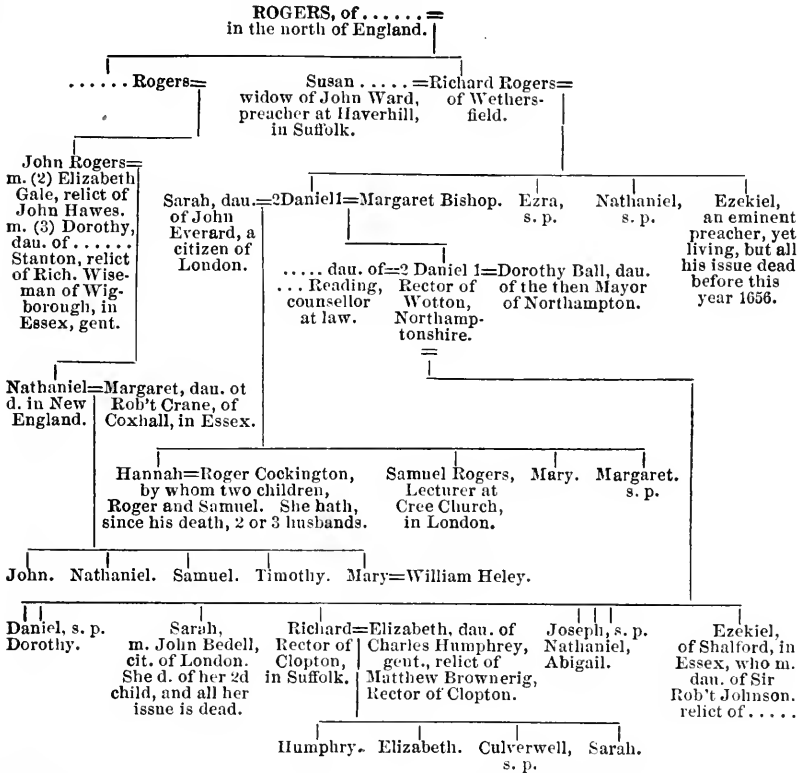 ROGERS, of . . . . . . =
in the north of England.
. . . . . . Rogers=
Susan . . . . . =Richard Rogers=
widow of John Ward, of Wethers-
preacher at Haverhill, field.
in Suffolk.
John Rogers=
m. (2) Elizabeth
Gale, relict of
John Hawes.
m. (3) Dorothy,
dau. of . . . . . .
Stanton, relict
of Rich. Wise-
man of Wig-
borough, in
Essex, gent.
Sarah, dau.=2Daniel1=Margaret Bishop.
of John
Everard, a
citizen of
London.
Ezra,
s. p.
Nathaniel,
s. p.
Ezekiel,
an eminent
preacher, yet
living, but all
his issue dead
before this
year 1656.
. . . . . dau. of=2 Daniel 1=Dorothy Ball, dau.
. . . Reading, Rector of of the then Mayor
counsellor Wotton, of Northampton.
at law. Northamp-
tonshire.
=
Nathaniel=Margaret, dau. of
d. in New Rob't Crane, of
England. Coxhall, in Essex.
Hannah=Roger Cockington,
by whom two children,
Roger and Samuel. She hath,
since his death, 2 or 3 husbands.
Samuel Rogers,
Lecturer at
Cree Church,
in London.
Mary.
Margaret.
s. p.
John. Nathaniel. Samuel. Timothy. Mary=William Heley.
Daniel, s. p.
Dorothy.
Sarah,
m. John Bedell,
cit. of London.
She d. of her 2d
child, and all her
issue is dead.
Richard=Elizabeth, dau. of
Rector of Charles Humphrey,
Clopton, gent., relict of
in Suffolk. Matthew Brownerig,
Rector of Clopton.
Joseph, s. p.
Nathaniel,
Abigail.
Ezekiel,
of Shalford, in
Essex, who m.
dau. of Sir
Rob't Johnson.
relict of . . . . .
Humphry. Elizabeth. Culverwell, Sarah.
s. p.